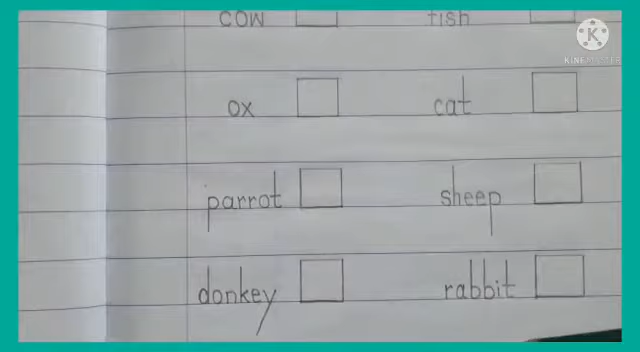 cow fish
K
KINEMASTER
ox cat
parrot sheep
donkey rabbit